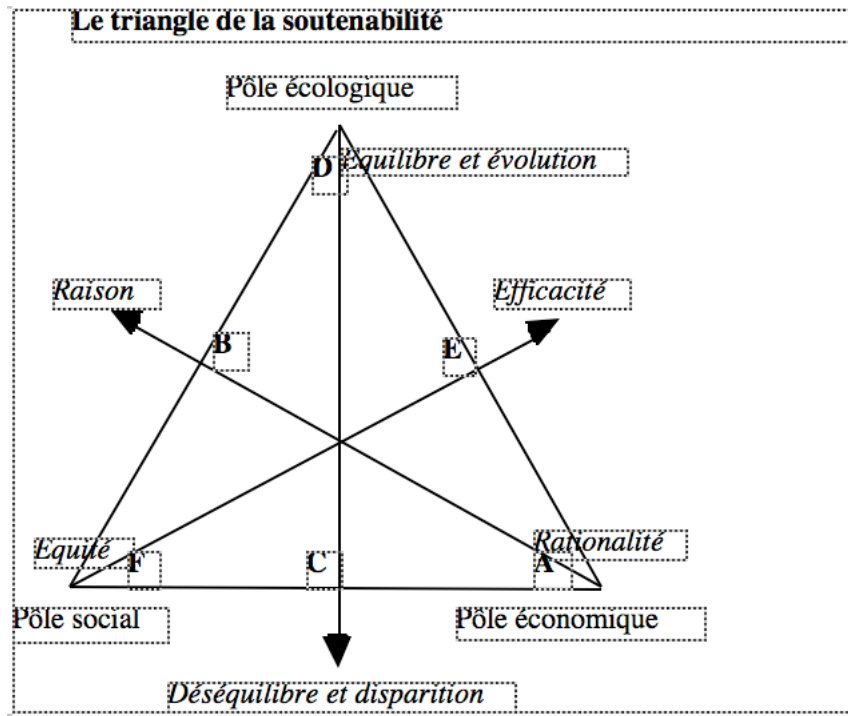 Le triangle de la soutenabilité
Pôle écologique
D
Equilibre et évolution
Raison
Efficacité
B
E
Equité
F
C
Rationalité
A
Pôle social
Pôle économique
Déséquilibre et disparition